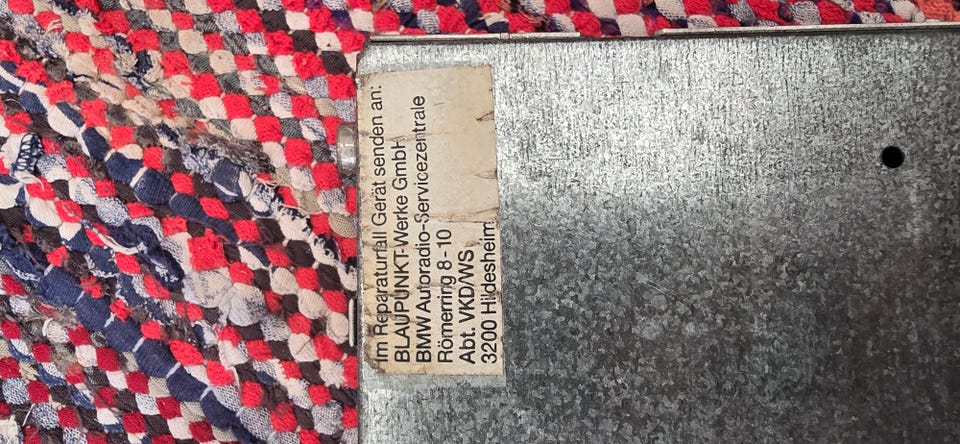 Im Reparaturfall Gerät senden an:
BLAUPUNKT-Werke GmbH
BMW Autoradio-Servicezentrale
Römerring 8-10
Abt. VKD/WS
3200 Hildesheim